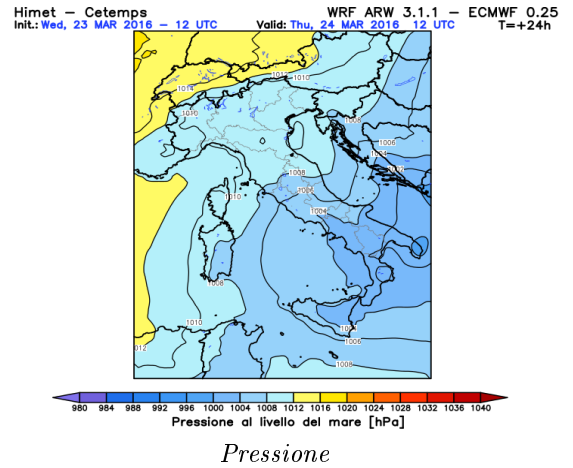 Himet – Cetemps WRF ARW 3.1.1 – ECMWF 0.25
Init.: Wed, 23 MAR 2016 – 12 UTC Valid: Thu, 24 MAR 2016 12 UTC T=+24h
1012 1010
1014
1010
1008
1006
1004
1008
1010
1004
1008
1010
1006
012
1008
980 984 988 992 996 1000 1004 1008 1012 1016 1020 1024 1028 1032 1036 1040
Pressione al livello del mare [hPa]
Pressione